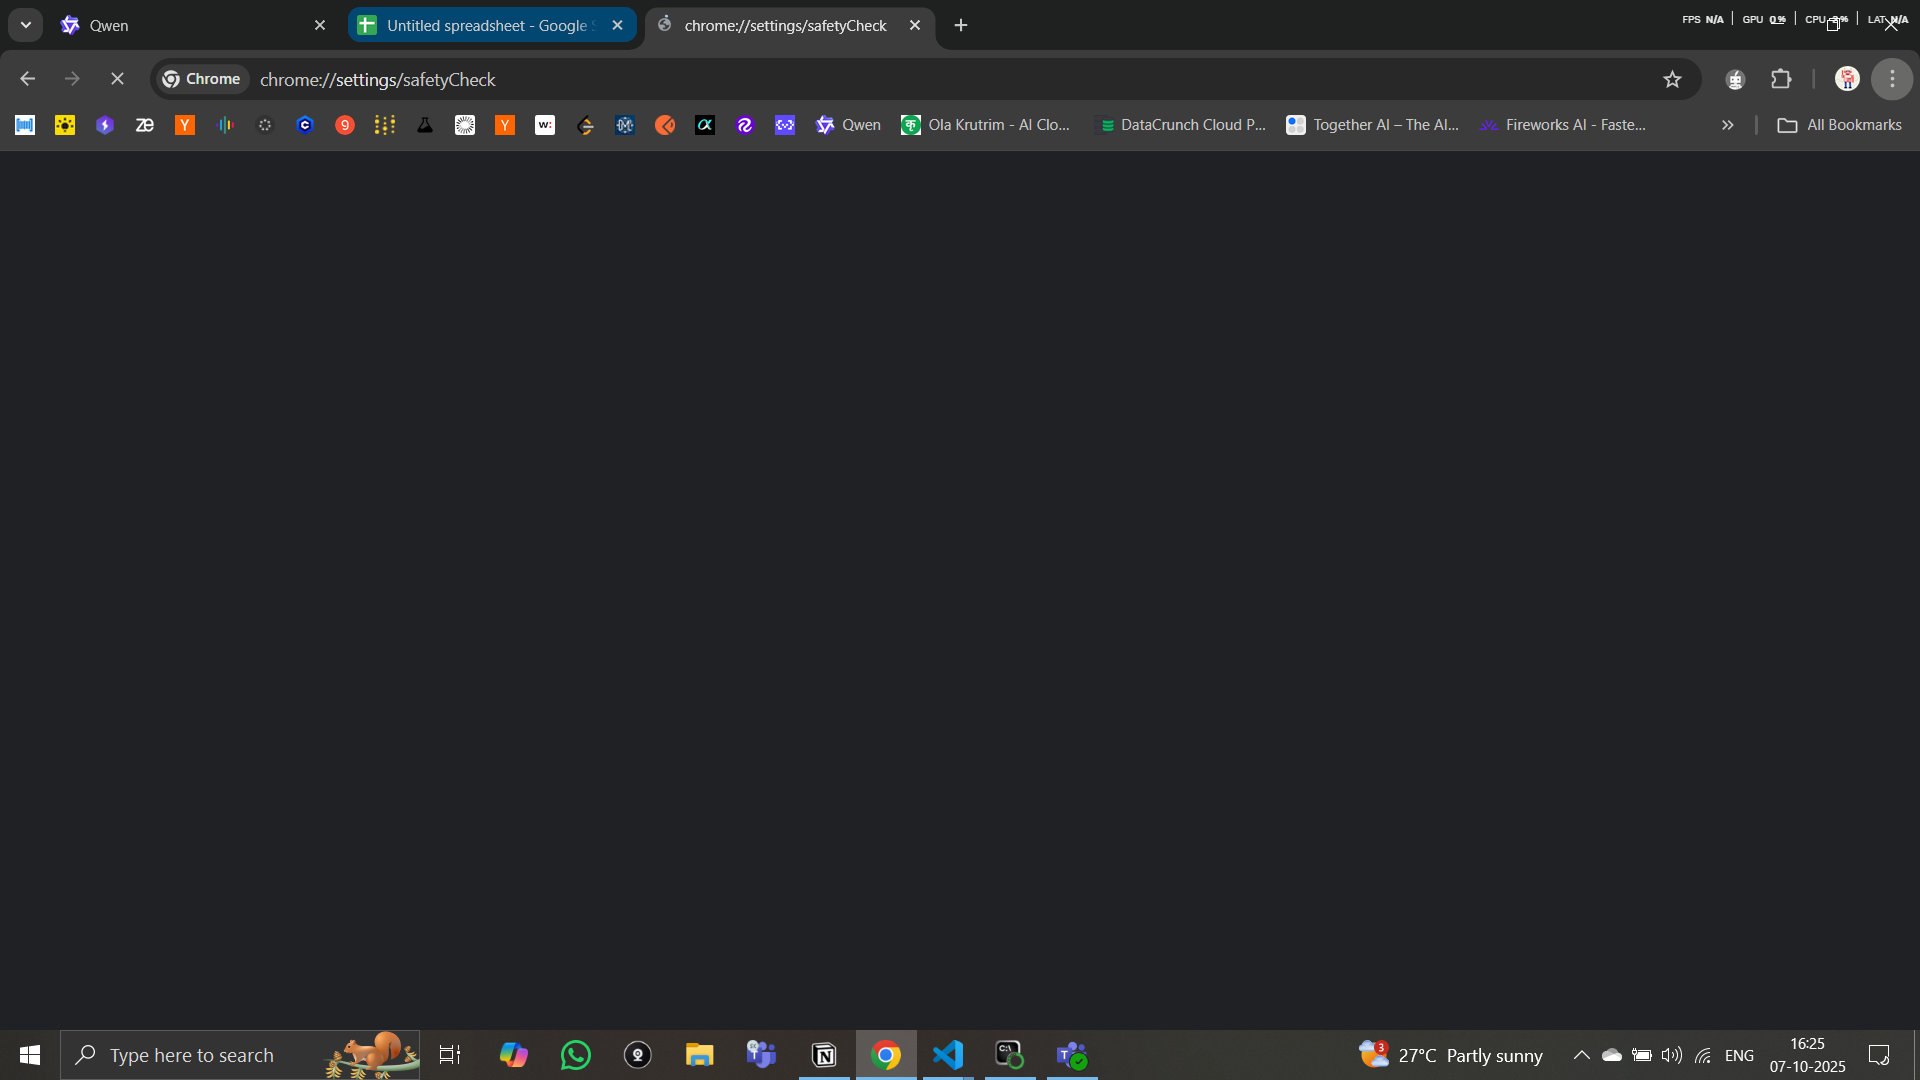 Qwen
Untitled spreadsheet - Google S
chrome://settings/safetyCheck
FPS N/A
GPU 0 %
CPU
LAT N/A
Chrome
chrome://settings/safetyCheck
Qwen
Ola Krutrim - AI Clo...
DataCrunch Cloud P...
Together AI – The AI...
Fireworks AI - Faste...
All Bookmarks
Type here to search
3
27°C Partly sunny
ENG
16:25
07-10-2025